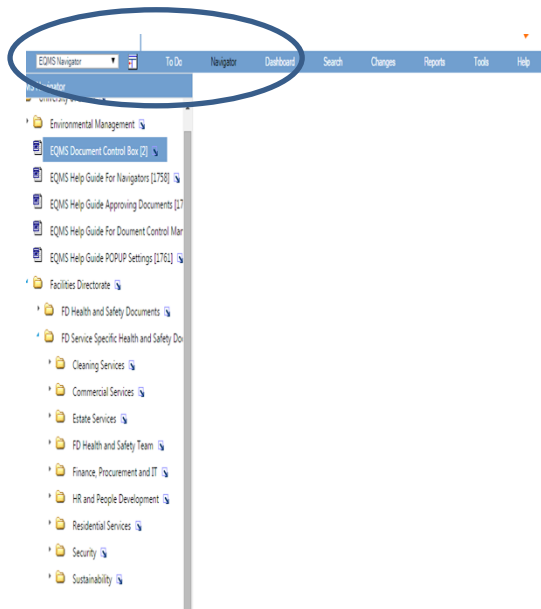 EQMS Navigator To Do Navigator Dashboard Search Changes Reports Tools Help
Navigator
Environmental Management
EQMS Document Control Box [2]
EQMS Help Guide For Navigators [1758]
EQMS Help Guide Approving Documents [17
EQMS Help Guide For Doument Control Mar
EQMS Help Guide POPUP Settings [1761]
Facilities Directorate
FD Health and Safety Documents
FD Service Specific Health and Safety Do
Cleaning Services
Commercial Services
Estate Services
FD Health and Safety Team
Finance, Procurement and IT
HR and People Development
Residential Services
Security
Sustainability